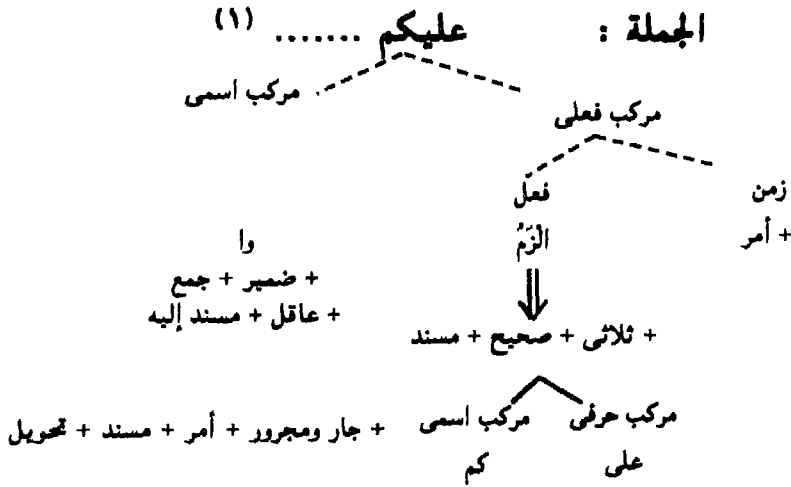 الجملة : عليكم ....... (١)
مركب فعلى مركب اسمى
زمن فعل
+ أمر الْزَمْ وا
+ ضمير + جمع
+ عاقل + مسند إليه
+ ثلاثى + صحيح + مسند
مركب حرفى مركب اسمى + جار ومجرور + أمر + مسند + تحويل
على كم